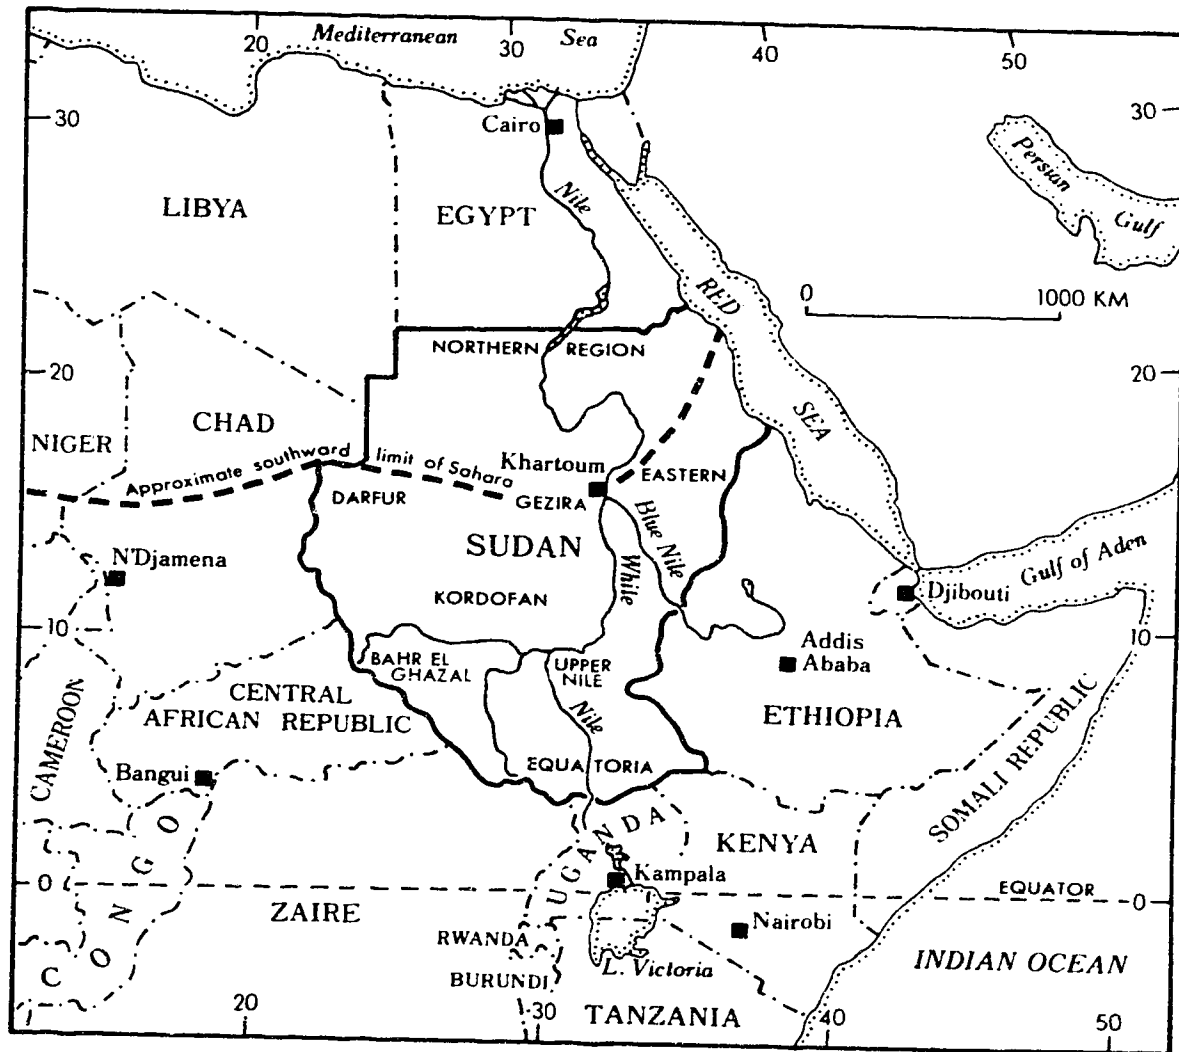 20
Mediterranean Sea
30
40
50
30
30
Cairo
Persian
Gulf
LIBYA
EGYPT
Nile
RED
SEA
0
1000 KM
NORTHERN REGION
20
20
CHAD
NIGER
Approximate southward limit of Sahara
Khartoum
EASTERN
DARFUR
GEZIRA
Blue Nile
SUDAN
While
N'Djamena
Gulf of Aden
Djibouti
KORDOFAN
10
10
Addis
Ababa
BAHR EL
GHAZAL
UPPER
NILE
CENTRAL
AFRICAN REPUBLIC
Nile
ETHIOPIA
CAMEROON
SOMALI REPUBLIC
Bangui
EQUATORIA
CONGO
UGANDA
KENYA
Kampala
0
EQUATOR
0
ZAIRE
Nairobi
RWANDA
BURUNDI
L. Victoria
INDIAN OCEAN
C
TANZANIA
20
30
40
50